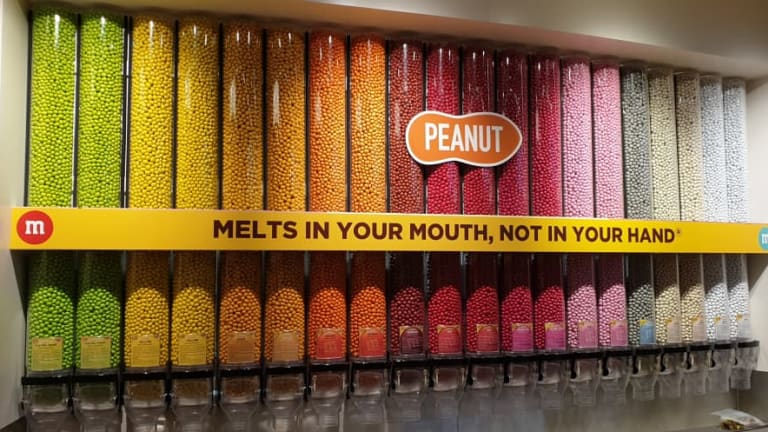 PEANUT
m MELTS IN YOUR MOUTH, NOT IN YOUR HAND® m